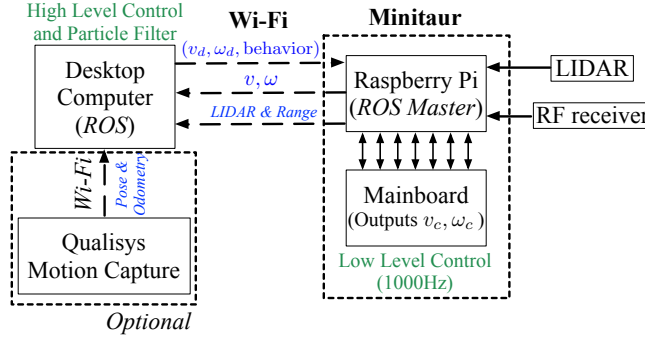 High Level Control
and Particle Filter
Wi-Fi
Minitaur
Desktop
Computer
(ROS)
(v_d, ω_d, behavior)
v, ω
LIDAR & Range
Raspberry Pi
(ROS Master)
LIDAR
RF receiver
Wi-Fi
Pose &
Odometry
Mainboard
(Outputs v_c, ω_c)
Qualisys
Motion Capture
Low Level Control
(1000Hz)
Optional